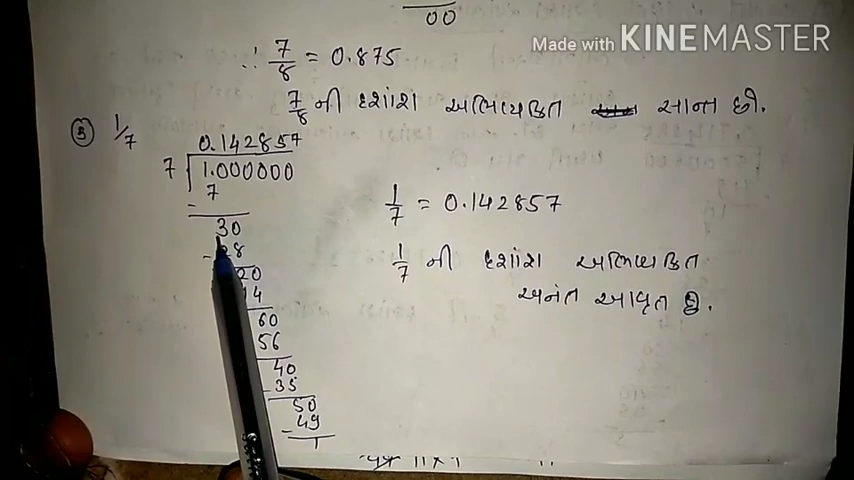 00
Made with KINEMASTER
∴ 7/8 = 0.875
7/8 ની દશાંશ અભિવ્યક્તિ સાન્ત છે.
૬ 1/7
0.142857
7 1.000000
- 7
30
- 28
20
14
60
56
40
- 35
50
- 49
1
1/7 = 0.142857
1/7 ની દશાંશ અભિવ્યક્તિ
અનંત આવૃત છે.